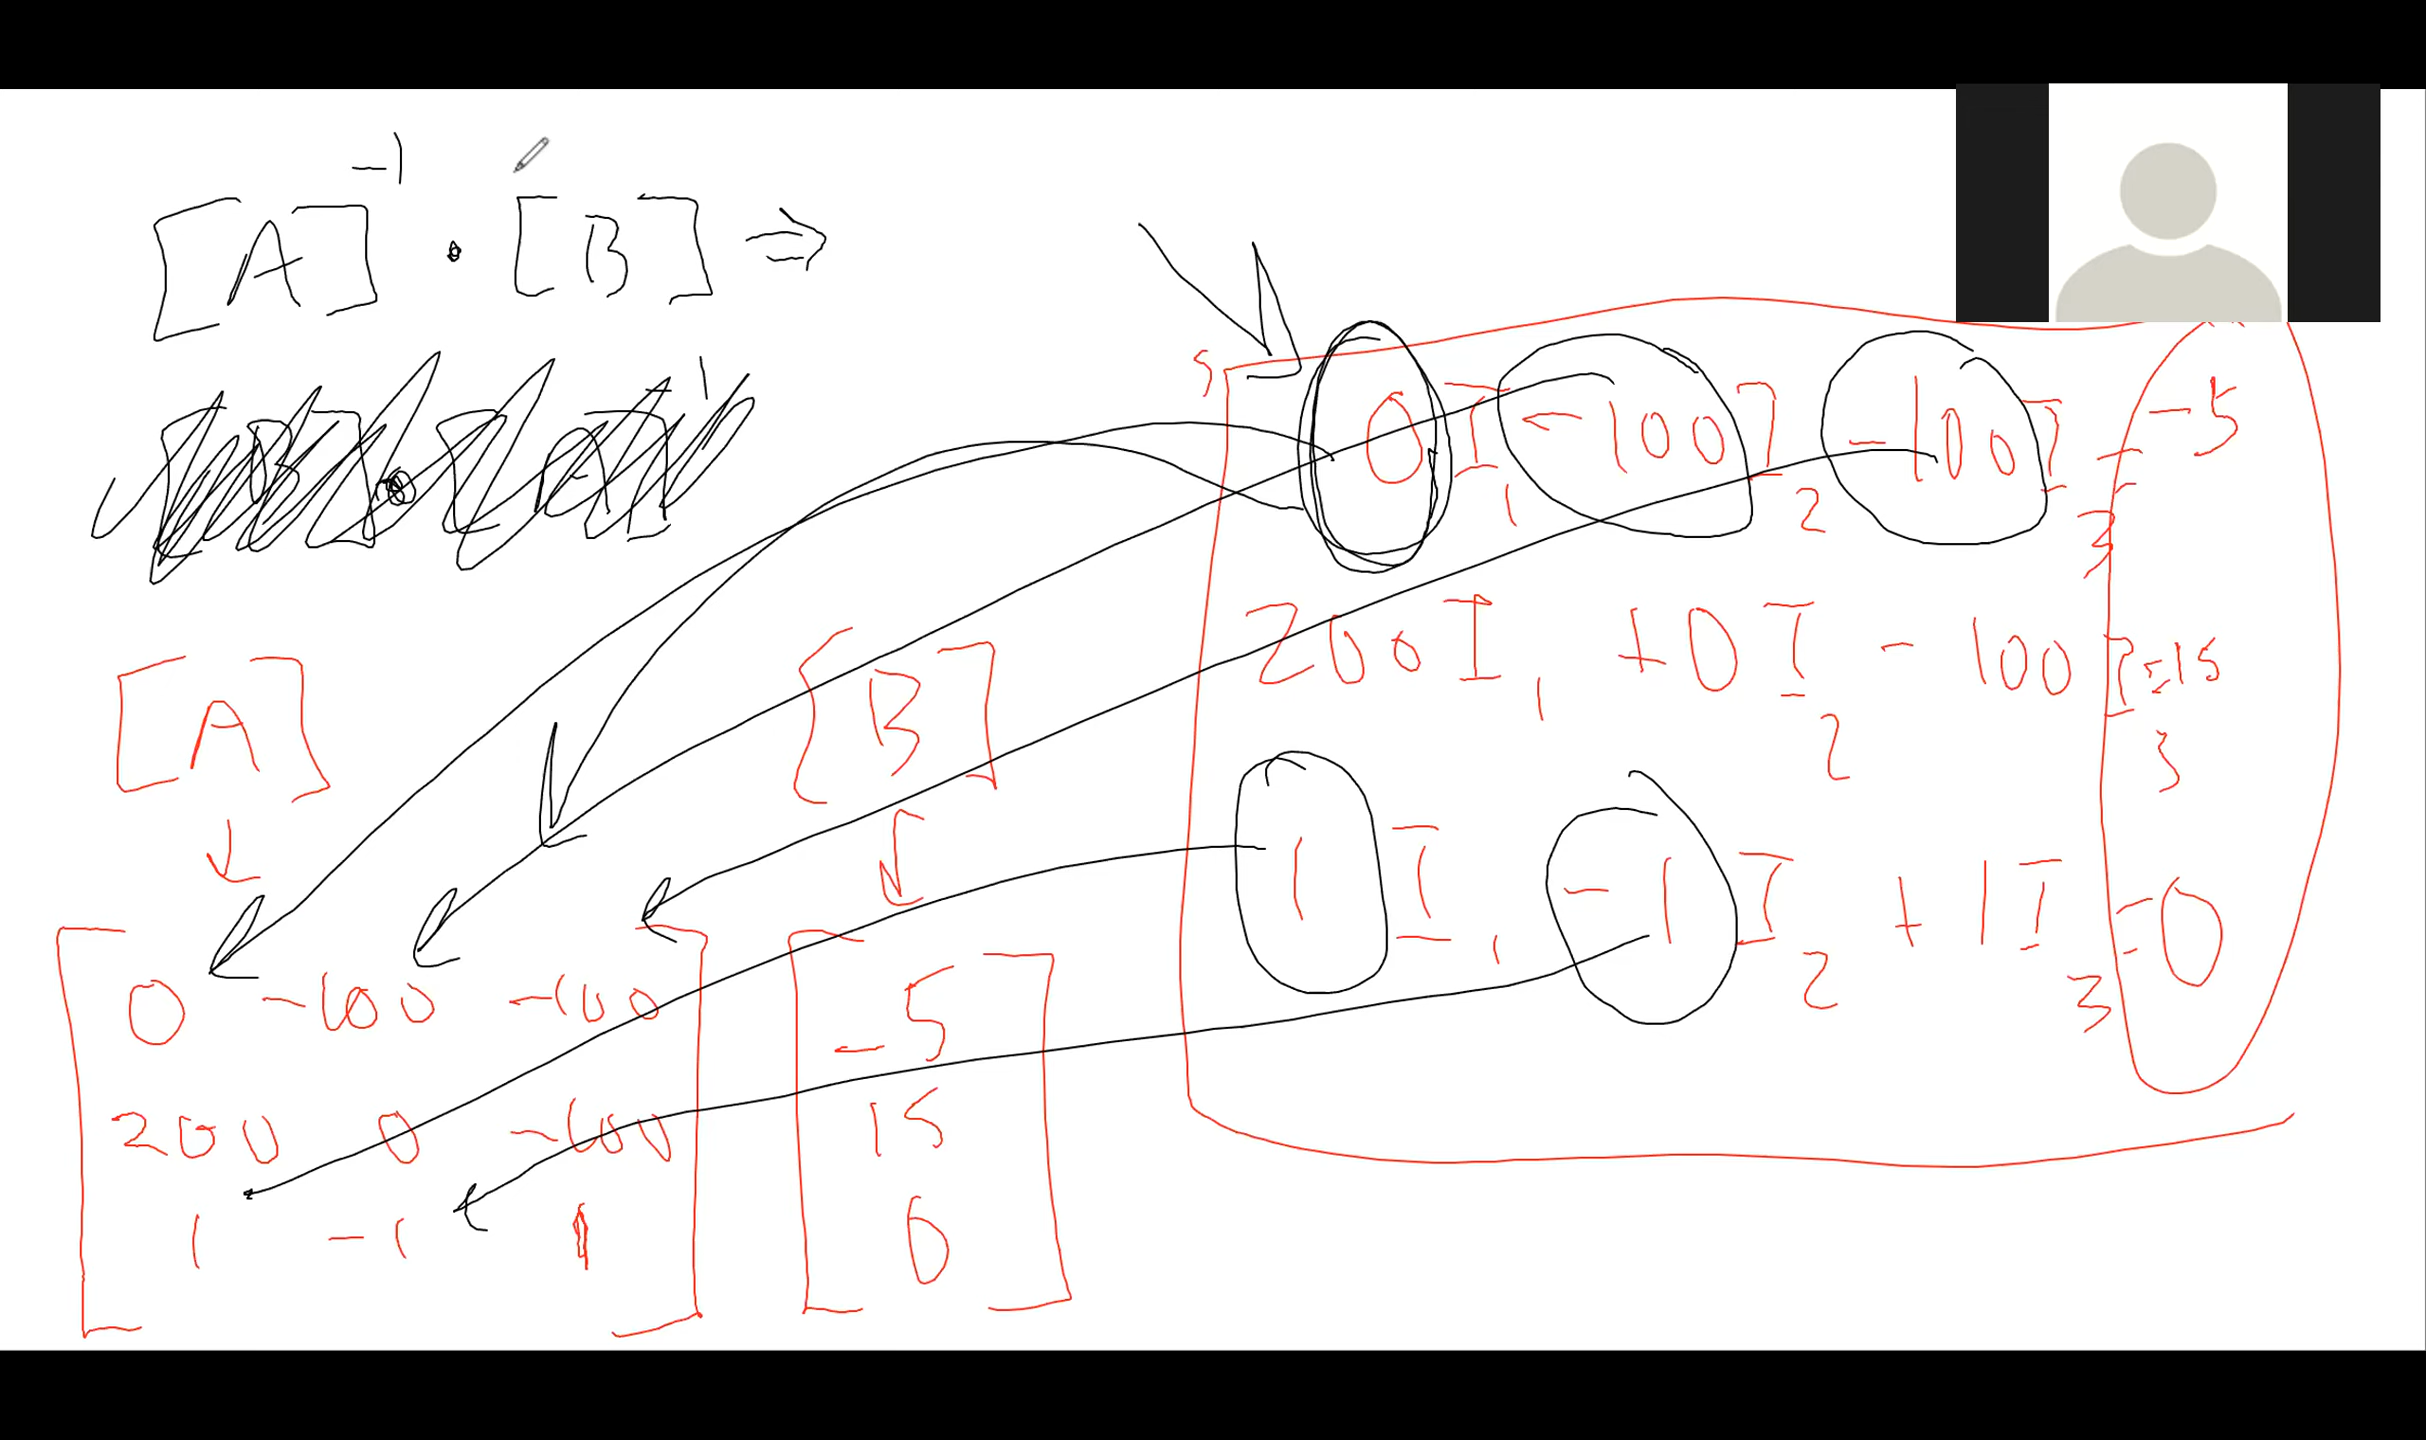 [A]⁻¹ • [B] ⇒
0I₁ -100I₂ -100I₃ = -5
200I₁ +0I₂ - 100I₃ = 15
1I₁ -1I₂ + 1I₃ = 0
[A] [B]
0 -100 -100 -5
200 0 -100 15
1 -1 1 0